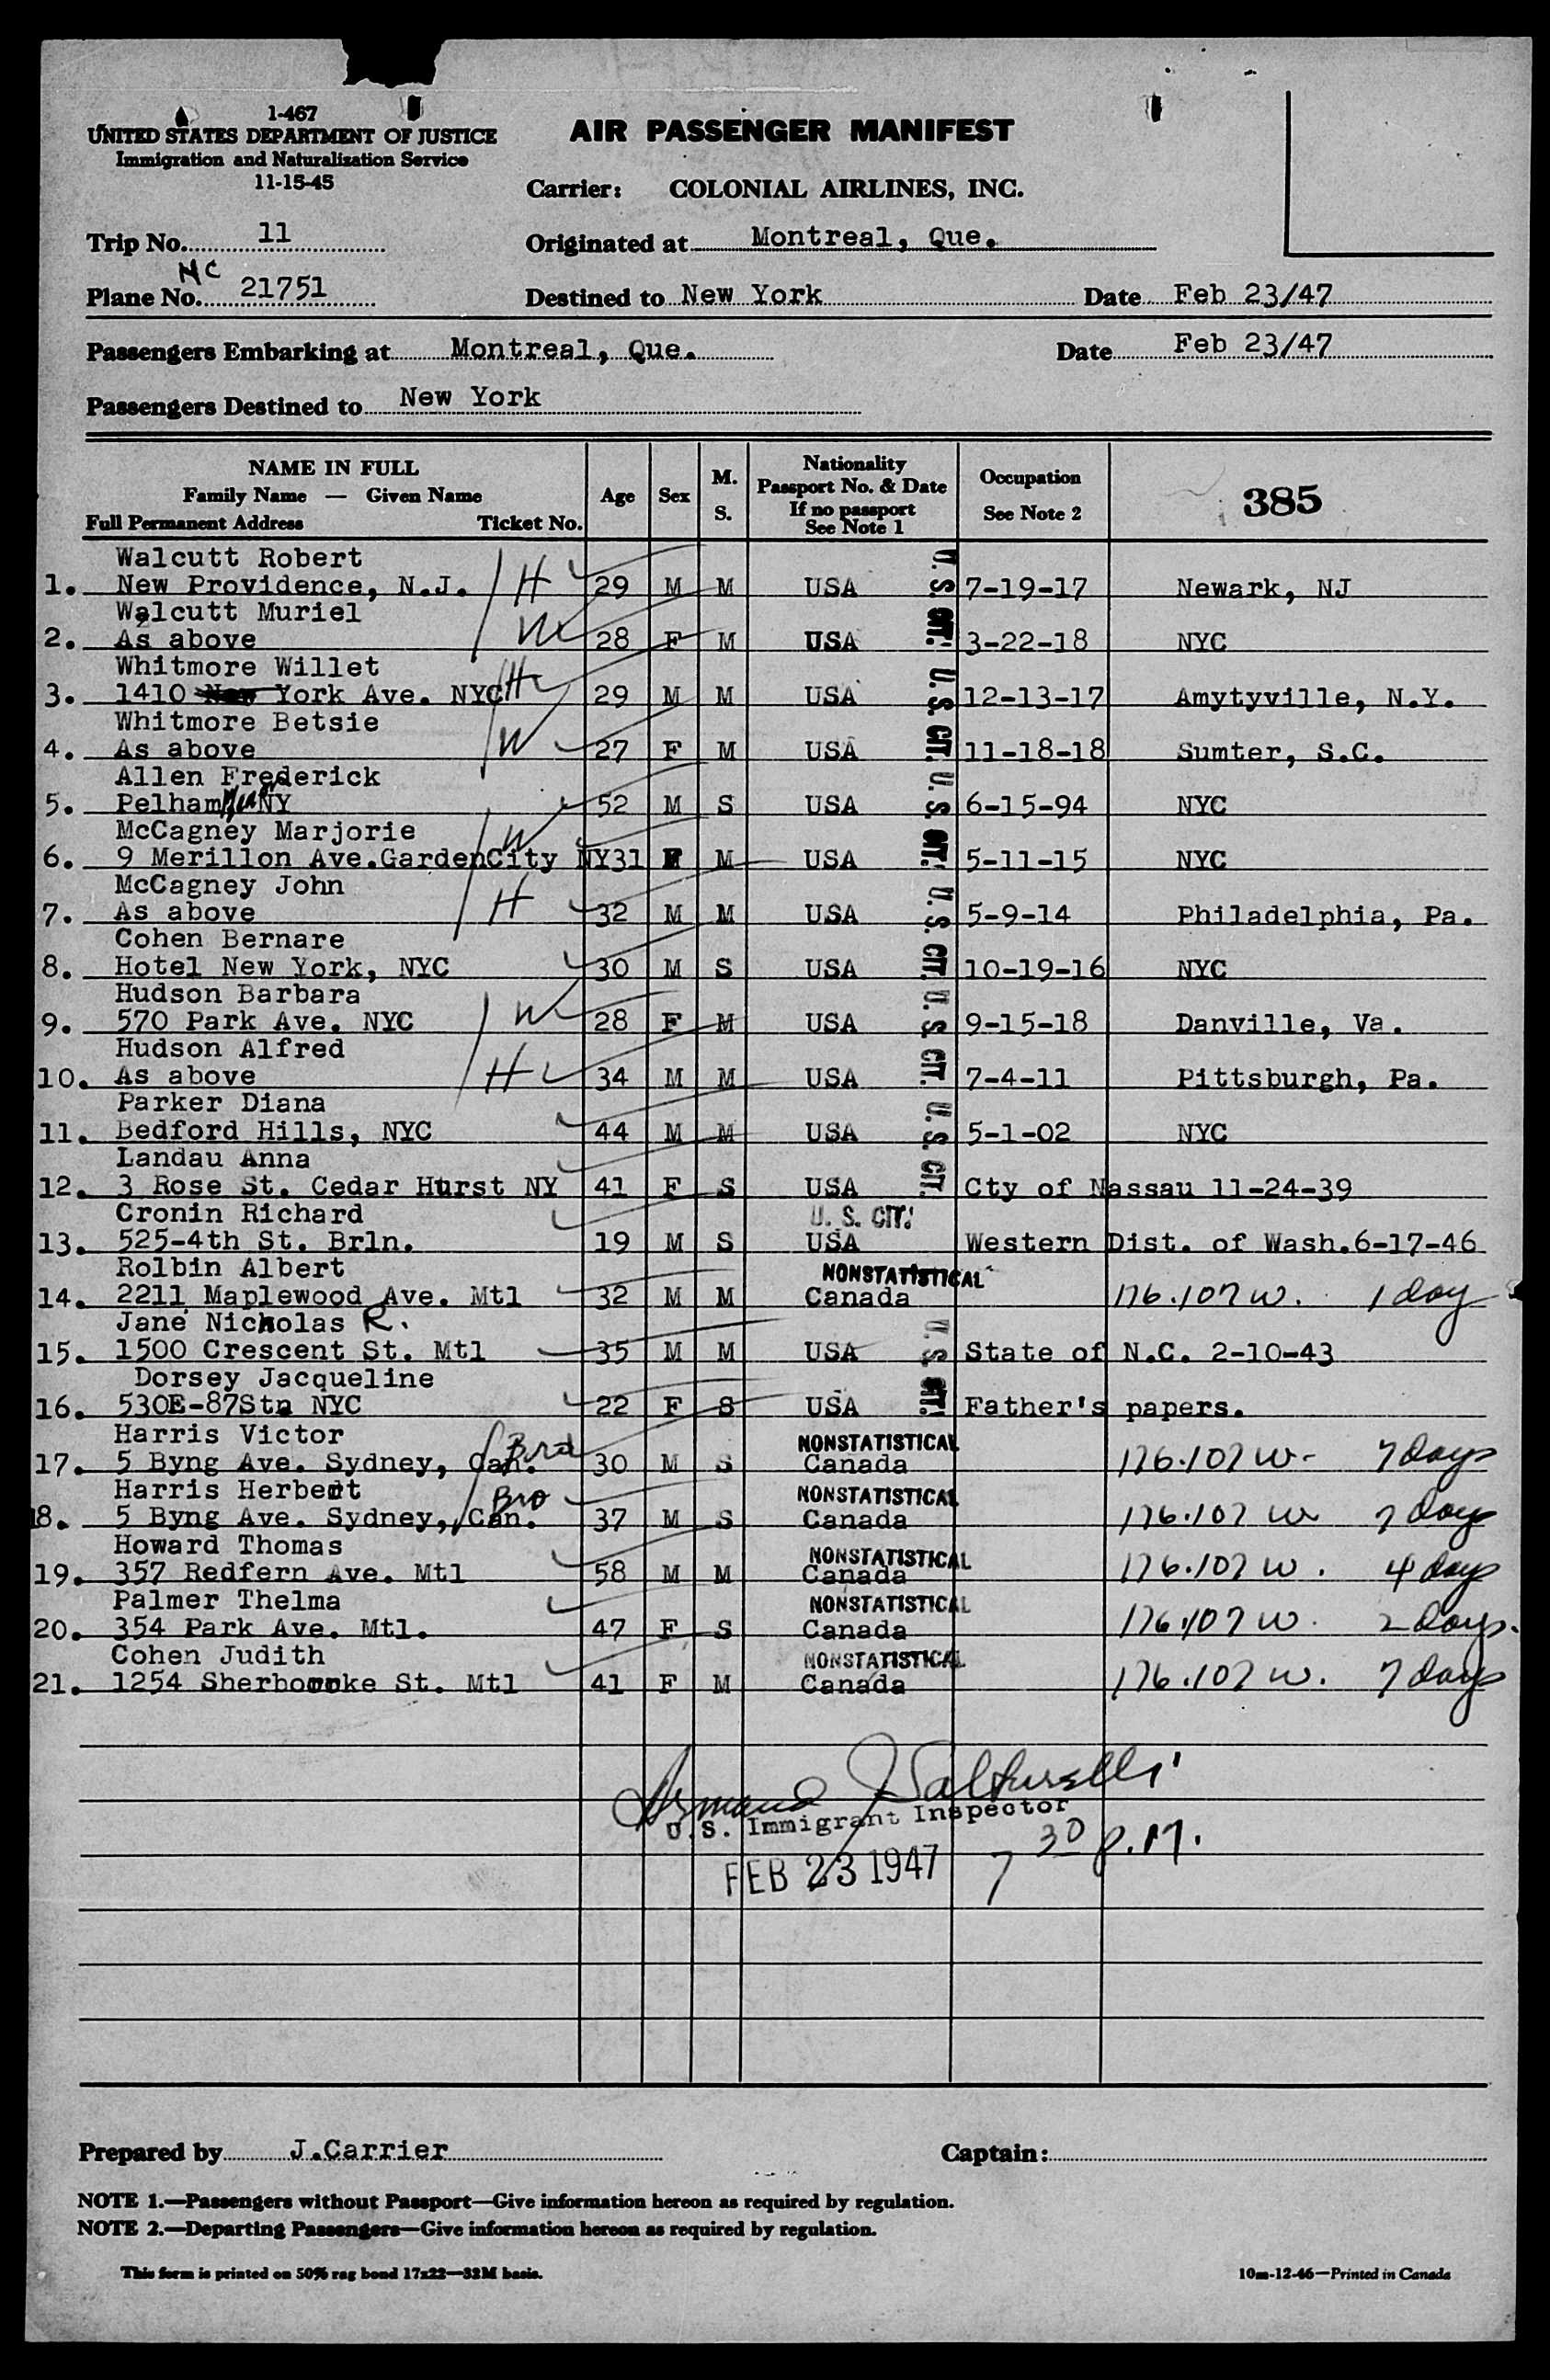 1-467
UNITED STATES DEPARTMENT OF JUSTICE
Immigration and Naturalization Service
11-15-45
AIR PASSENGER MANIFEST
Carrier: COLONIAL AIRLINES, INC.
Trip No. 11 Originated at Montreal, Que.
NC
Plane No. 21751 Destined to New York Date Feb 23/47
Passengers Embarking at Montreal, Que. Date Feb 23/47
Passengers Destined to New York
NAME IN FULL
Family Name — Given Name
Full Permanent Address Ticket No.
Age
Sex
M.
S.
Nationality
Passport No. & Date
If no passport
See Note 1
Occupation
See Note 2
385
Walcutt Robert
1. New Providence, N.J. H 29 M M USA U. S. CIT. 7-19-17 Newark, NJ
Walcutt Muriel
2. As above W 28 F M USA 3-22-18 NYC
Whitmore Willet
3. 1410 New York Ave. NYC H 29 M M USA U. S. CIT. 12-13-17 Amytyville, N.Y.
Whitmore Betsie
4. As above W 27 F M USA 11-18-18 Sumter, S.C.
Allen Frederick
5. Pelham NY 52 M S USA U. S. CIT. 6-15-94 NYC
McCagney Marjorie W
6. 9 Merillon Ave.GardenCity NY 31 F M USA 5-11-15 NYC
McCagney John
7. As above H 32 M M USA U. S. CIT. 5-9-14 Philadelphia, Pa.
Cohen Bernare
8. Hotel New York, NYC 30 M S USA 10-19-16 NYC
Hudson Barbara
9. 570 Park Ave. NYC W 28 F M USA U. S. CIT. 9-15-18 Danville, Va.
Hudson Alfred
10. As above H 34 M M USA 7-4-11 Pittsburgh, Pa.
Parker Diana
11. Bedford Hills, NYC 44 M M USA U. S. CIT. 5-1-02 NYC
Landau Anna
12. 3 Rose St. Cedar Hurst NY 41 F S USA Cty of Nassau 11-24-39
Cronin Richard U. S. CIT.
13. 525-4th St. Brln. 19 M S USA Western Dist. of Wash.6-17-46
Rolbin Albert NONSTATISTICAL
14. 2211 Maplewood Ave. Mtl 32 M M Canada 176.107 W. 1 day
Jane Nicholas R.
15. 1500 Crescent St. Mtl 35 M M USA U. S. CIT. State of N.C. 2-10-43
Dorsey Jacqueline
16. 530E-87Stn NYC 22 F S USA Father's papers.
Harris Victor Bro NONSTATISTICAL
17. 5 Byng Ave. Sydney, Can. 30 M S Canada 176.107 W. 7 days
Harris Herbert Bro NONSTATISTICAL
18. 5 Byng Ave. Sydney, Can. 37 M S Canada 176.107 W 7 days
Howard Thomas NONSTATISTICAL
19. 357 Redfern Ave. Mtl 58 M M Canada 176.107 W. 4 days
Palmer Thelma NONSTATISTICAL
20. 354 Park Ave. Mtl. 47 F S Canada 176.107 W. 2 days.
Cohen Judith NONSTATISTICAL
21. 1254 Sherbooroke St. Mtl 41 F M Canada 176.107 W. 7 days
Armand J Salturelli
U.S. Immigrant Inspector
FEB 23 1947 7 30 P.M.
Prepared by J.Carrier Captain:
NOTE 1.—Passengers without Passport—Give information hereon as required by regulation.
NOTE 2.—Departing Passengers—Give information hereon as required by regulation.
This form is printed on 50% rag bond 17x22—32M basis. 10m-12-46—Printed in Canada